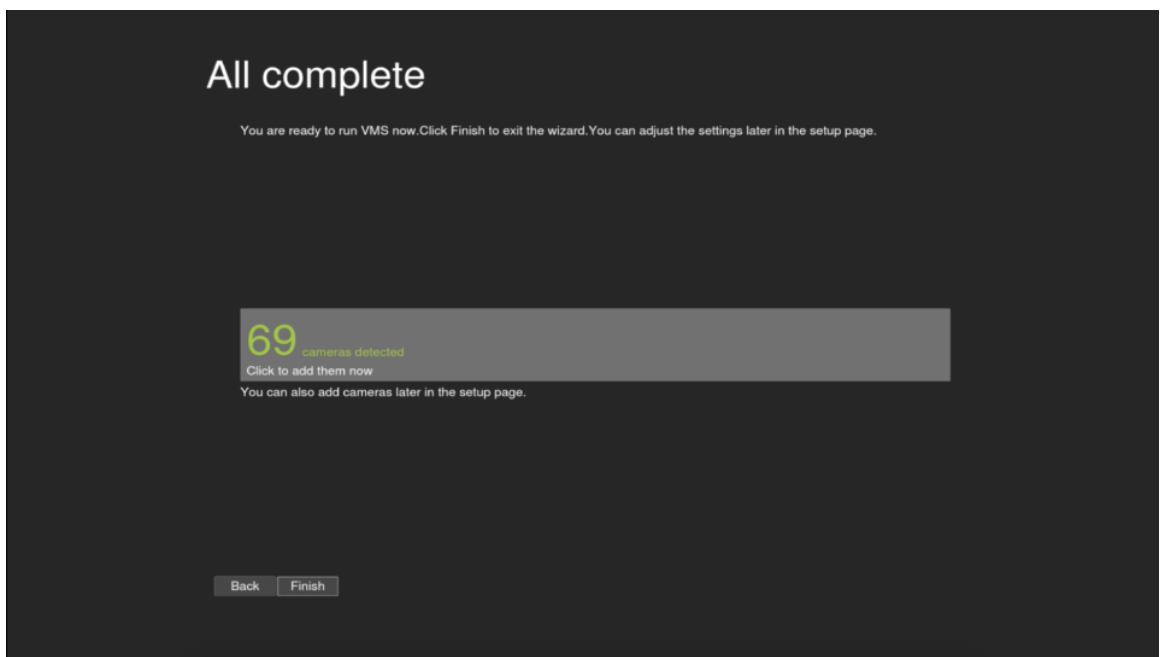 All complete
You are ready to run VMS now.Click Finish to exit the wizard.You can adjust the settings later in the setup page.
69 cameras detected
Click to add them now
You can also add cameras later in the setup page.
Back Finish